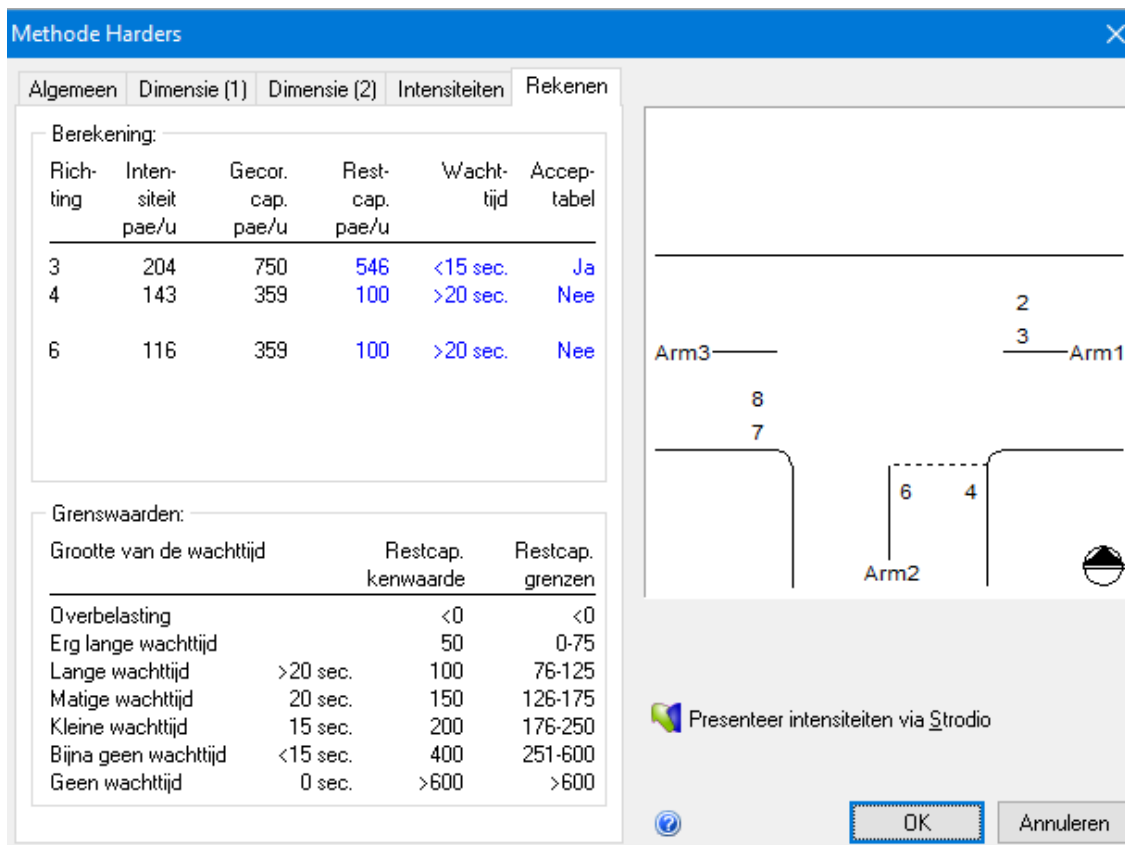 Methode Harders
Algemeen Dimensie (1) Dimensie (2) Intensiteiten Rekenen
Berekening:
Rich- Inten- Gecor. Rest- Wacht- Accep-
ting siteit cap. cap. tijd tabel
pae/u pae/u pae/u
3 204 750 546 <15 sec. Ja
4 143 359 100 >20 sec. Nee
6 116 359 100 >20 sec. Nee
Grenswaarden:
Grootte van de wachttijd Restcap. Restcap.
kenwaarde grenzen
Overbelasting <0 <0
Erg lange wachttijd 50 0-75
Lange wachttijd >20 sec. 100 76-125
Matige wachttijd 20 sec. 150 126-175
Kleine wachttijd 15 sec. 200 176-250
Bijna geen wachttijd <15 sec. 400 251-600
Geen wachttijd 0 sec. >600 >600
2
3
Arm3 Arm1
8
7
6 4
Arm2
Presenteer intensiteiten via Strodio
? OK Annuleren